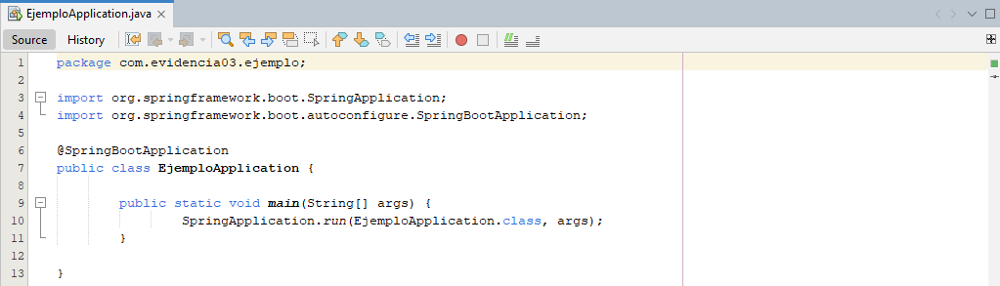 EjemploApplication.java
Source History
1 package com.evidencia03.ejemplo;
2
3 import org.springframework.boot.SpringApplication;
4 import org.springframework.boot.autoconfigure.SpringBootApplication;
5
6 @SpringBootApplication
7 public class EjemploApplication {
8
9 public static void main(String[] args) {
10 SpringApplication.run(EjemploApplication.class, args);
11 }
12
13 }